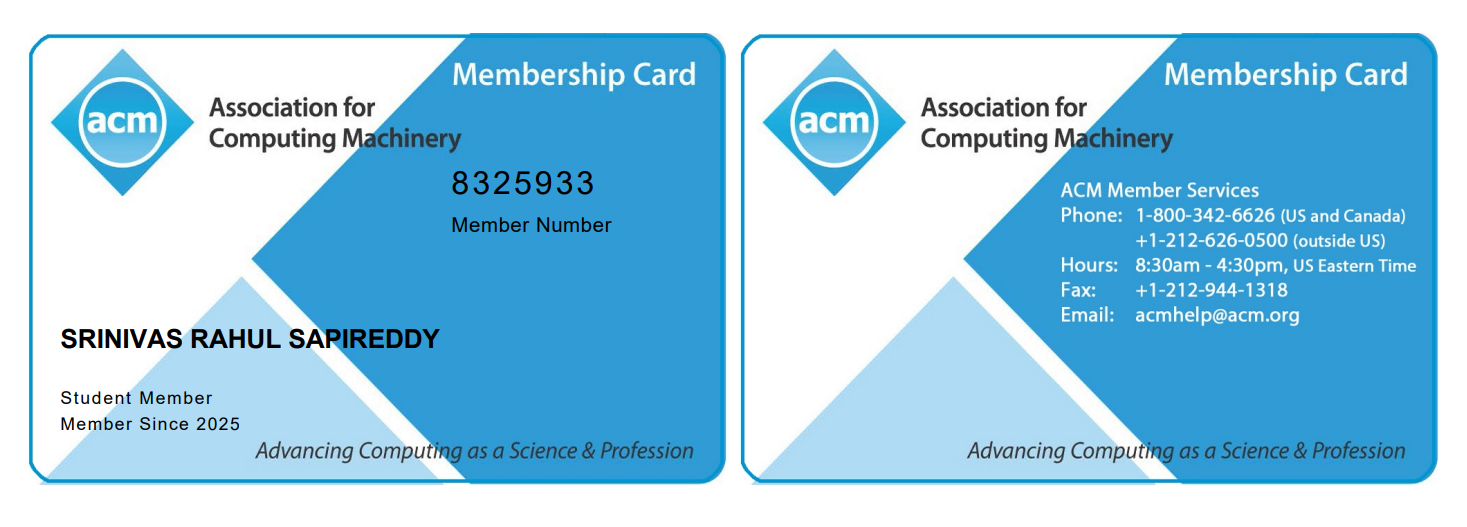 Membership Card
acm
Association for
Computing Machinery
8325933
Member Number
SRINIVAS RAHUL SAPIREDDY
Student Member
Member Since 2025
Advancing Computing as a Science & Profession
Membership Card
acm
Association for
Computing Machinery
ACM Member Services
Phone: 1-800-342-6626 (US and Canada)
+1-212-626-0500 (outside US)
Hours: 8:30am - 4:30pm, US Eastern Time
Fax: +1-212-944-1318
Email: acmhelp@acm.org
Advancing Computing as a Science & Profession